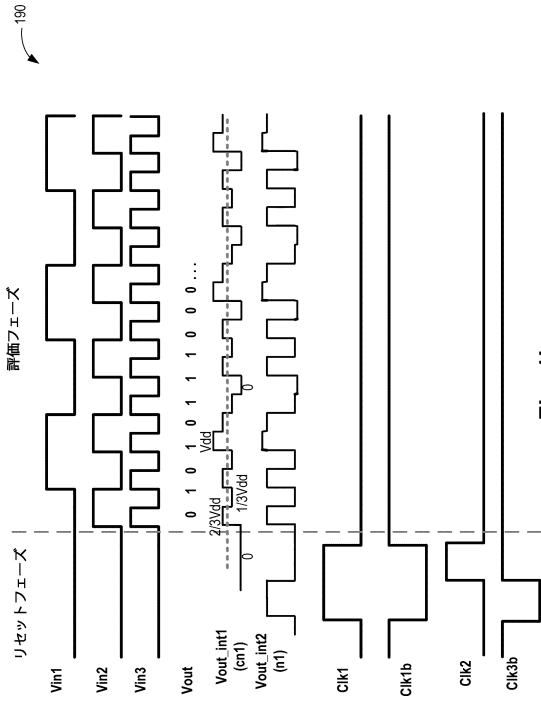 190
リセットフェーズ
評価フェーズ
Vin1
Vin2
Vin3
Vout
0 1 0 1 0 1 1 1 0 0 0 ...
Vout_int1
(cn1)
0
2/3Vdd
1/3Vdd
Vdd
0
Vout_int2
(n1)
Clk1
Clk1b
Clk2
Clk3b